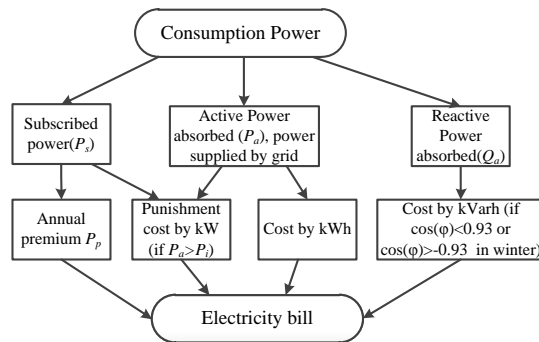 Consumption Power
Subscribed
power(Pₛ)
Active Power
absorbed (Pₐ), power
supplied by grid
Reactive
Power
absorbed(Qₐ)
Annual
premium Pₚ
Punishment
cost by kW
(if Pₐ>Pᵢ)
Cost by kWh
Cost by kVarh (if
cos(φ)<0.93 or
cos(φ)>-0.93 in winter)
Electricity bill